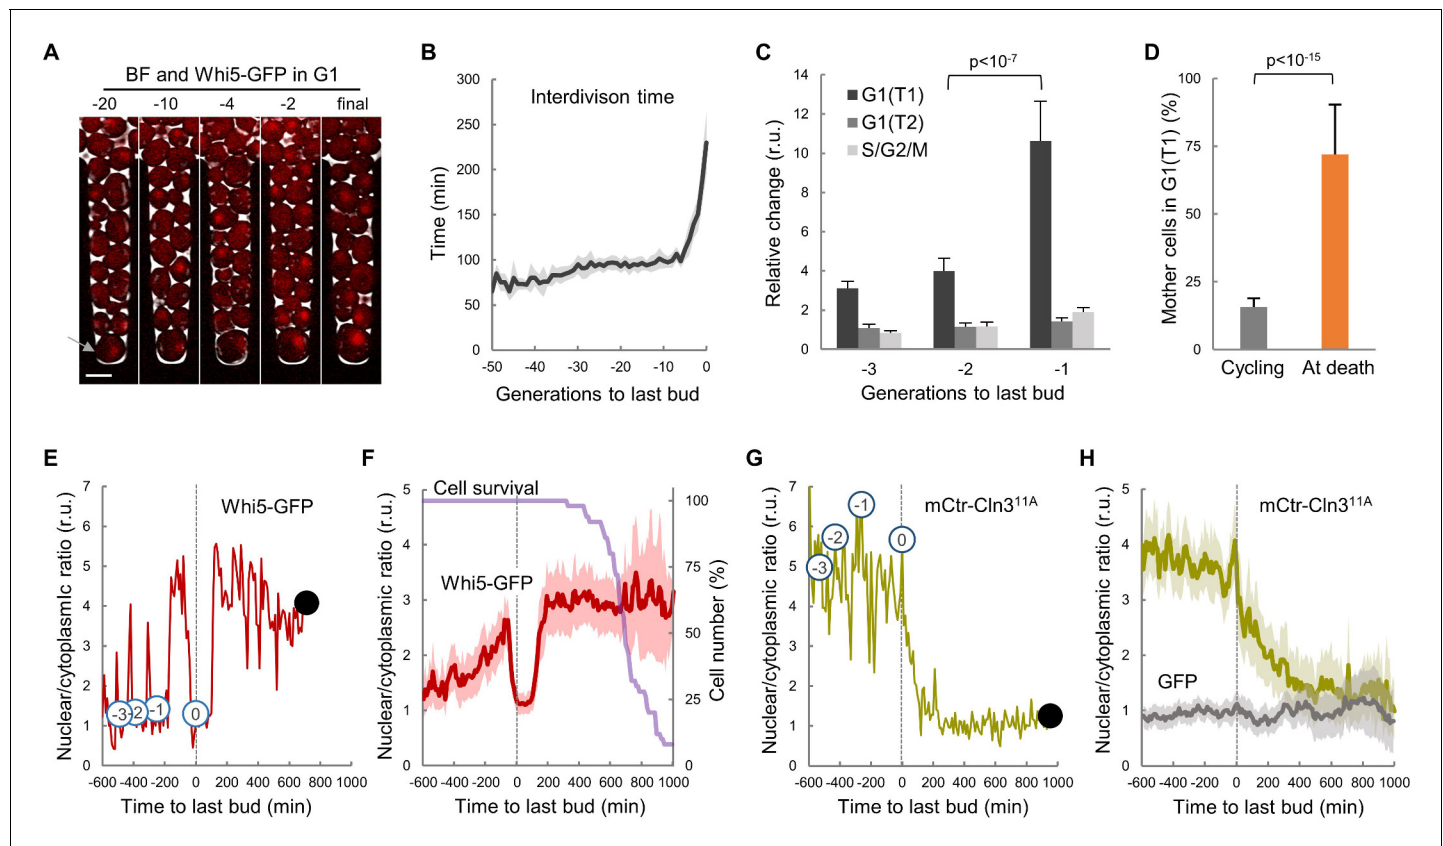 A
BF and Whi5-GFP in G1
-20 -10 -4 -2 final
B
Interdivison time
Time (min)
300
250
200
150
100
50
0
-50 -40 -30 -20 -10 0
Generations to last bud
C
p<10-7
G1(T1)
G1(T2)
S/G2/M
Relative change (r.u.)
14
12
10
8
6
4
2
0
-3 -2 -1
Generations to last bud
D
p<10-15
Mother cells in G1(T1) (%)
100
75
50
25
0
Cycling At death
E
Whi5-GFP
Nuclear/cytoplasmic ratio (r.u.)
7
6
5
4
3
2
1
0
-3 -2 -1 0
-600 -400 -200 0 200 400 600 800 1000
Time to last bud (min)
F
Cell survival
Whi5-GFP
Nuclear/cytoplasmic ratio (r.u.)
5
4
3
2
1
0
100
75
50
25
0
Cell number (%)
-600 -400 -200 0 200 400 600 800 1000
Time to last bud (min)
G
mCtr-Cln311A
Nuclear/cytoplasmic ratio (r.u.)
7
6
5
4
3
2
1
0
-3 -2 -1 0
-600 -400 -200 0 200 400 600 800 1000
Time to last bud (min)
H
mCtr-Cln311A
GFP
Nuclear/cytoplasmic ratio (r.u.)
5
4
3
2
1
0
-600 -400 -200 0 200 400 600 800 1000
Time to last bud (min)